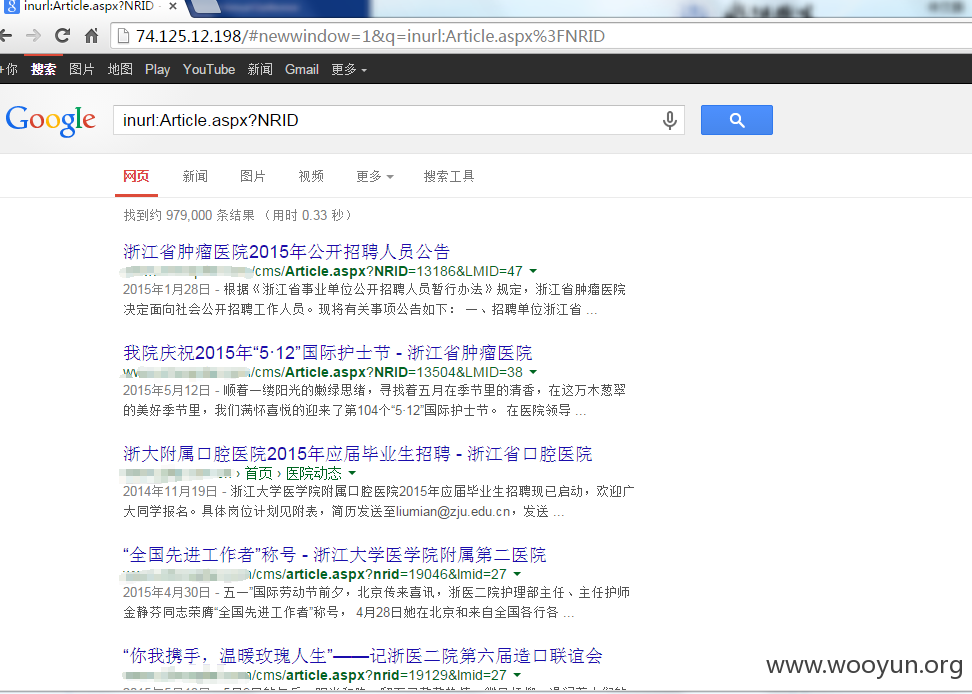 inurl:Article.aspx?NRID
74.125.12.198/#newwindow=1&q=inurl:Article.aspx%3FNRID
+你 搜索 图片 地图 Play YouTube 新闻 Gmail 更多
Google inurl:Article.aspx?NRID
网页 新闻 图片 视频 更多 搜索工具
找到约 979,000 条结果 （用时 0.33 秒）
浙江省肿瘤医院2015年公开招聘人员公告
/cms/Article.aspx?NRID=13186&LMID=47
2015年1月28日 - 根据《浙江省事业单位公开招聘人员暂行办法》规定，浙江省肿瘤医院
决定面向社会公开招聘工作人员。现将有关事项公告如下： 一、招聘单位浙江省 ...
我院庆祝2015年“5·12”国际护士节 - 浙江省肿瘤医院
/cms/Article.aspx?NRID=13504&LMID=38
2015年5月12日 - 顺着一缕阳光的嫩绿思绪，寻找着五月在季节里的清香，在这万木葱翠
的美好季节里，我们满怀喜悦的迎来了第104个“5·12”国际护士节。 在医院领导 ...
浙大附属口腔医院2015年应届毕业生招聘 - 浙江省口腔医院
› 首页 › 医院动态
2014年11月19日 - 浙江大学医学院附属口腔医院2015年应届毕业生招聘现已启动，欢迎广
大同学报名。具体岗位计划见附表，简历发送至liumian@zju.edu.cn，发送 ...
“全国先进工作者”称号 - 浙江大学医学院附属第二医院
/cms/article.aspx?nrid=19046&lmid=27
2015年4月30日 - 五一”国际劳动节前夕，北京传来喜讯，浙医二院护理部主任、主任护师
金静芬同志荣膺“全国先进工作者”称号， 4月28日她在北京和来自全国各行各 ...
“你我携手，温暖玫瑰人生”——记浙医二院第六届造口联谊会
/cms/article.aspx?nrid=19129&lmid=27
www.wooyun.org